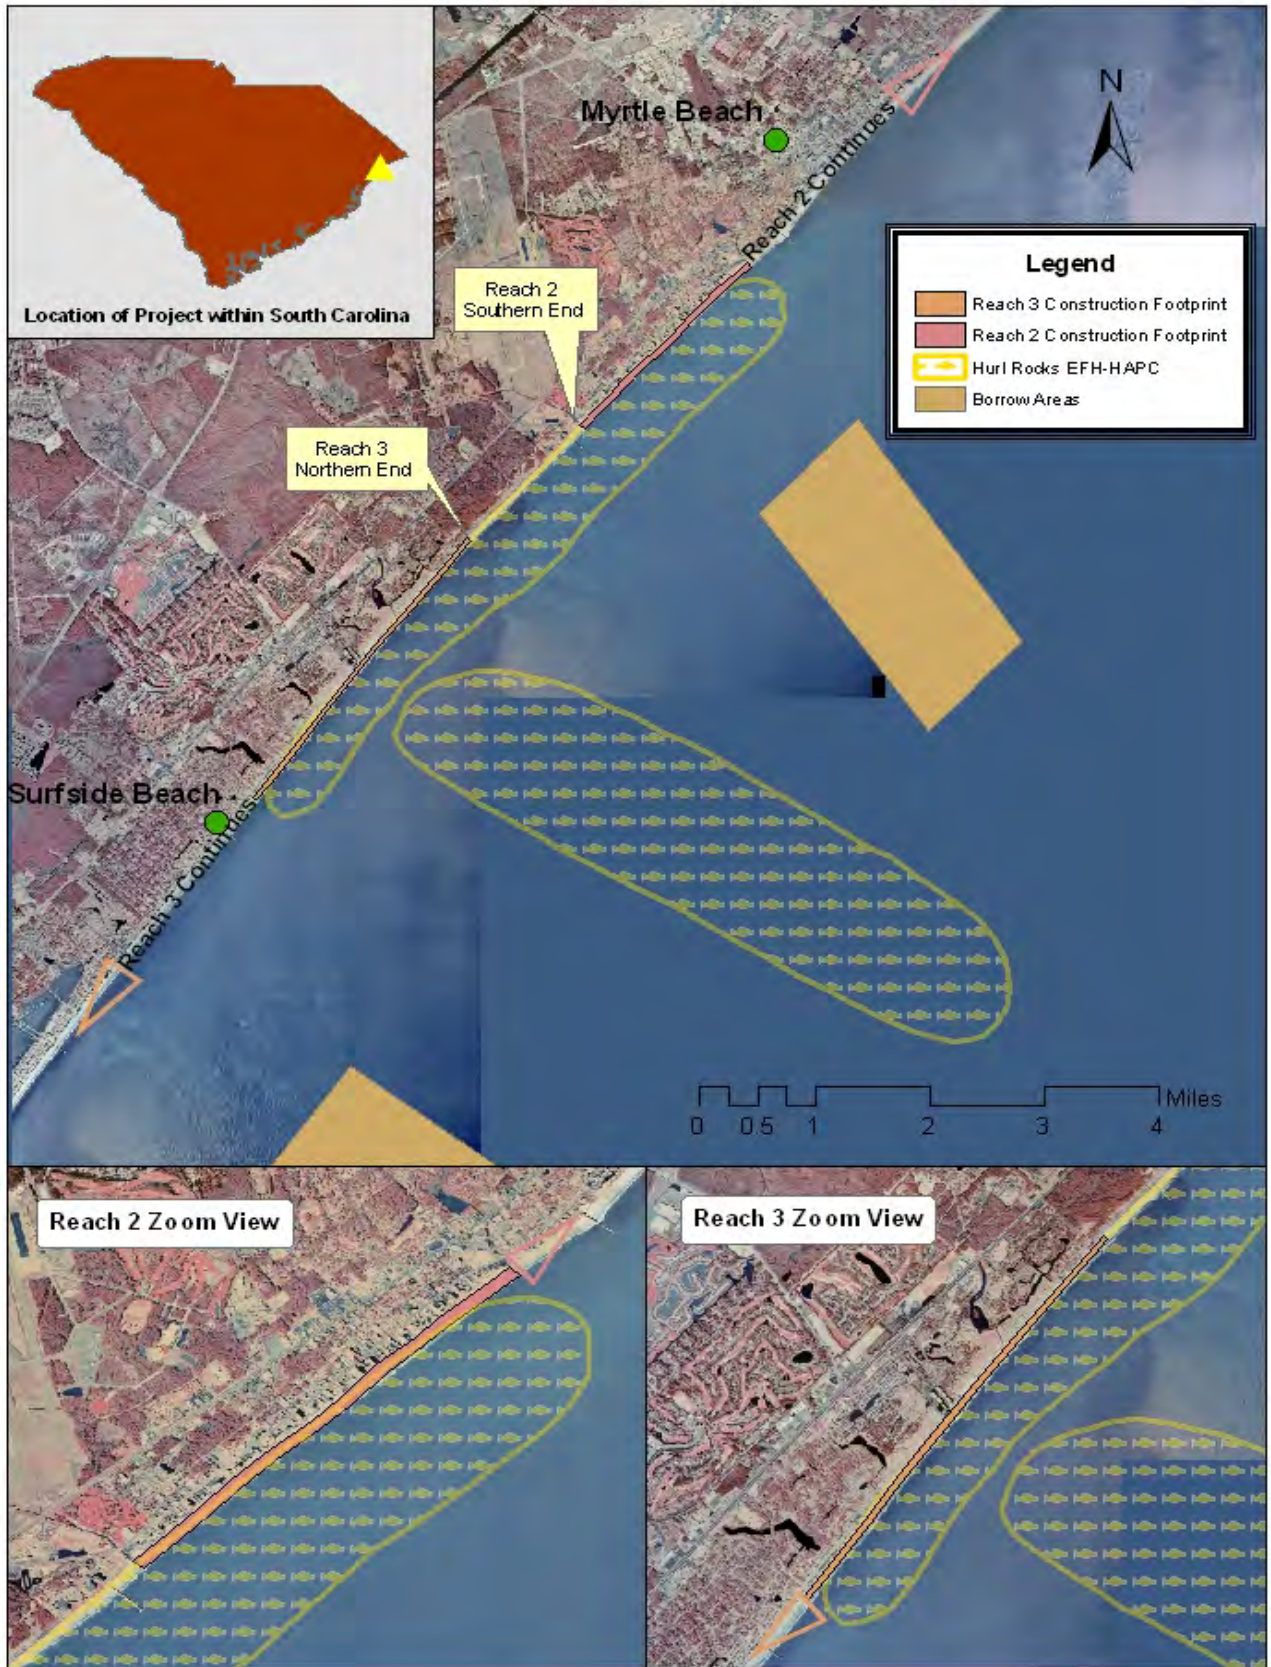 Location of Project within South Carolina
Myrtle Beach
Reach 2 Continues
N
Legend
Reach 3 Construction Footprint
Reach 2 Construction Footprint
Hurl Rocks EFH-HAPC
Borrow Areas
Reach 2
Southern End
Reach 3
Northern End
Surfside Beach
Reach 3 Continues
Miles
0 0.5 1 2 3 4
Reach 2 Zoom View
Reach 3 Zoom View